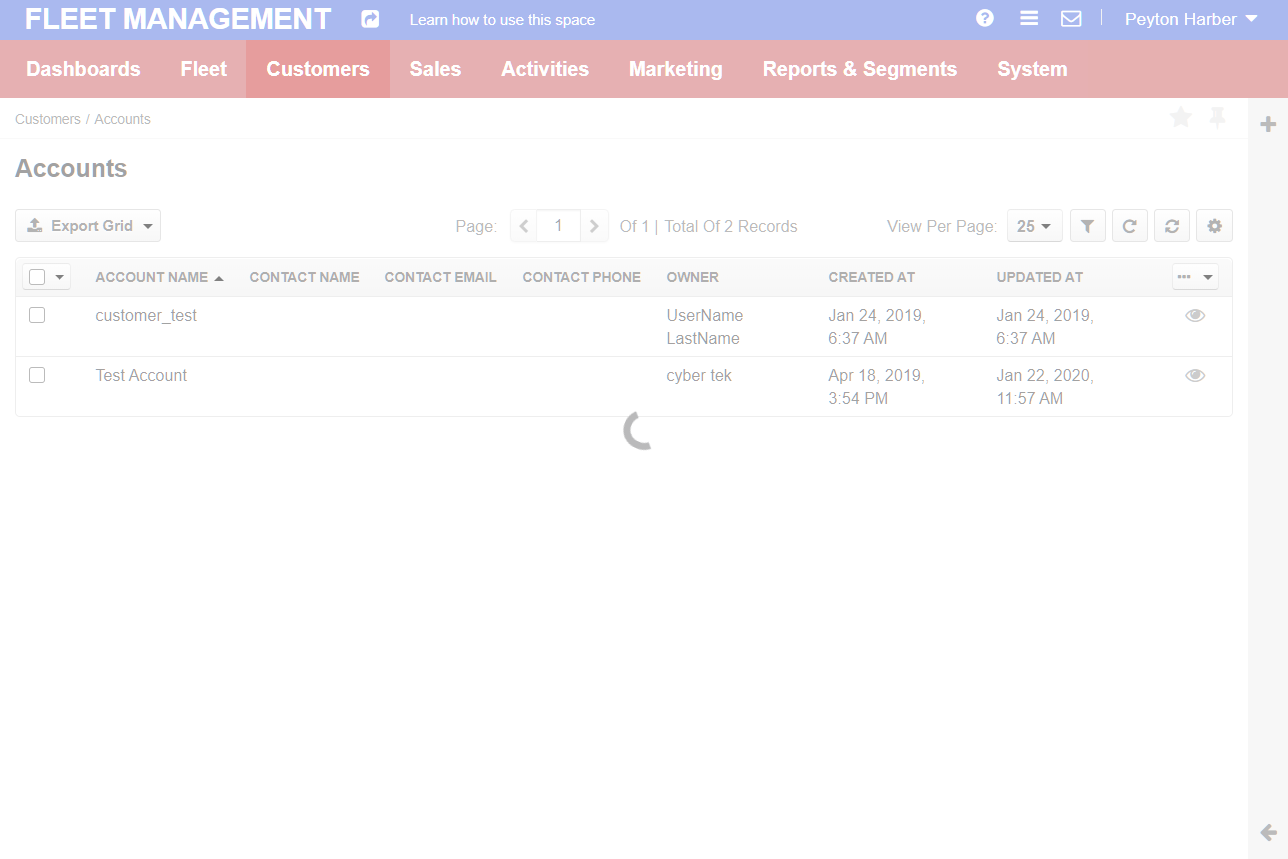 FLEET MANAGEMENT Learn how to use this space Peyton Harber
Dashboards Fleet Customers Sales Activities Marketing Reports & Segments System
Customers / Accounts
Accounts
Export Grid Page: 1 Of 1 | Total Of 2 Records View Per Page: 25
ACCOUNT NAME CONTACT NAME CONTACT EMAIL CONTACT PHONE OWNER CREATED AT UPDATED AT
customer_test UserName Jan 24, 2019, Jan 24, 2019,
LastName 6:37 AM 6:37 AM
Test Account cyber tek Apr 18, 2019, Jan 22, 2020,
3:54 PM 11:57 AM